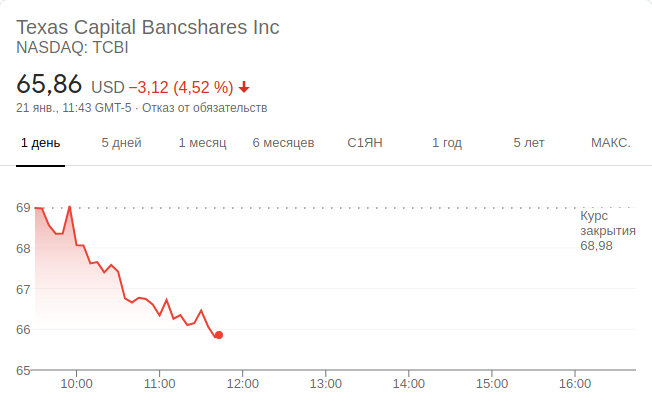 Texas Capital Bancshares Inc
NASDAQ: TCBI
65,86 USD −3,12 (4,52 %)
21 янв., 11:43 GMT-5 · Отказ от обязательств
1 день 5 дней 1 месяц 6 месяцев С1ЯН 1 год 5 лет МАКС.
69
Курс
закрытия
68,98
68
67
66
65
10:00 11:00 12:00 13:00 14:00 15:00 16:00